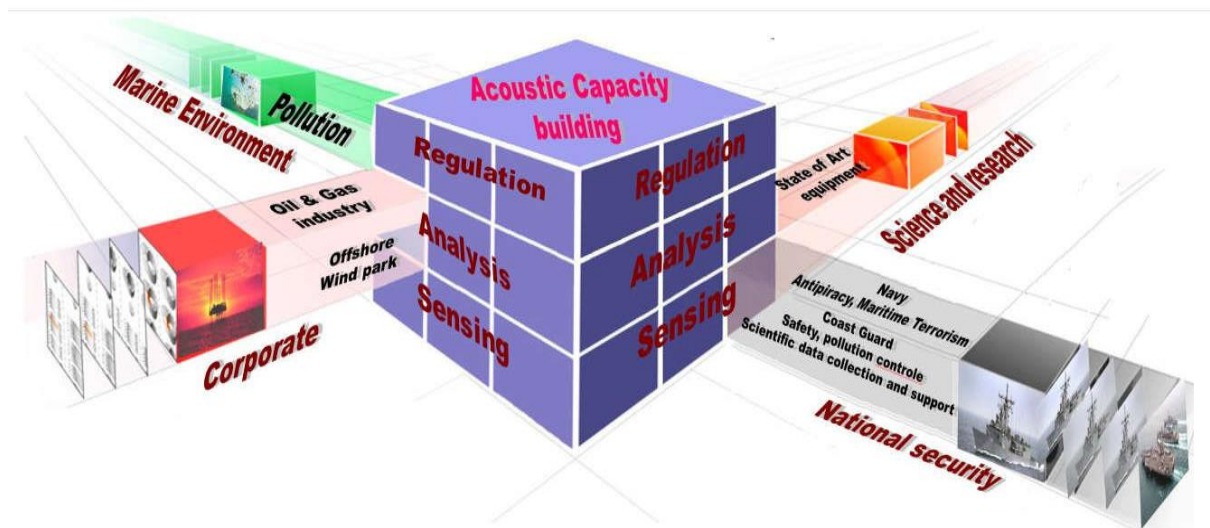 Acoustic Capacity
building
Regulation
Analysis
Sensing
Regulation
Analysis
Sensing
Marine Environment
Pollution
Oil & Gas
industry
Offshore
Wind park
Corporate
State of Art
equipment
Science and research
Navy
Antipiracy, Maritime Terrorism
Coast Guard
Safety, pollution controle
Scientific data collection and support
National security